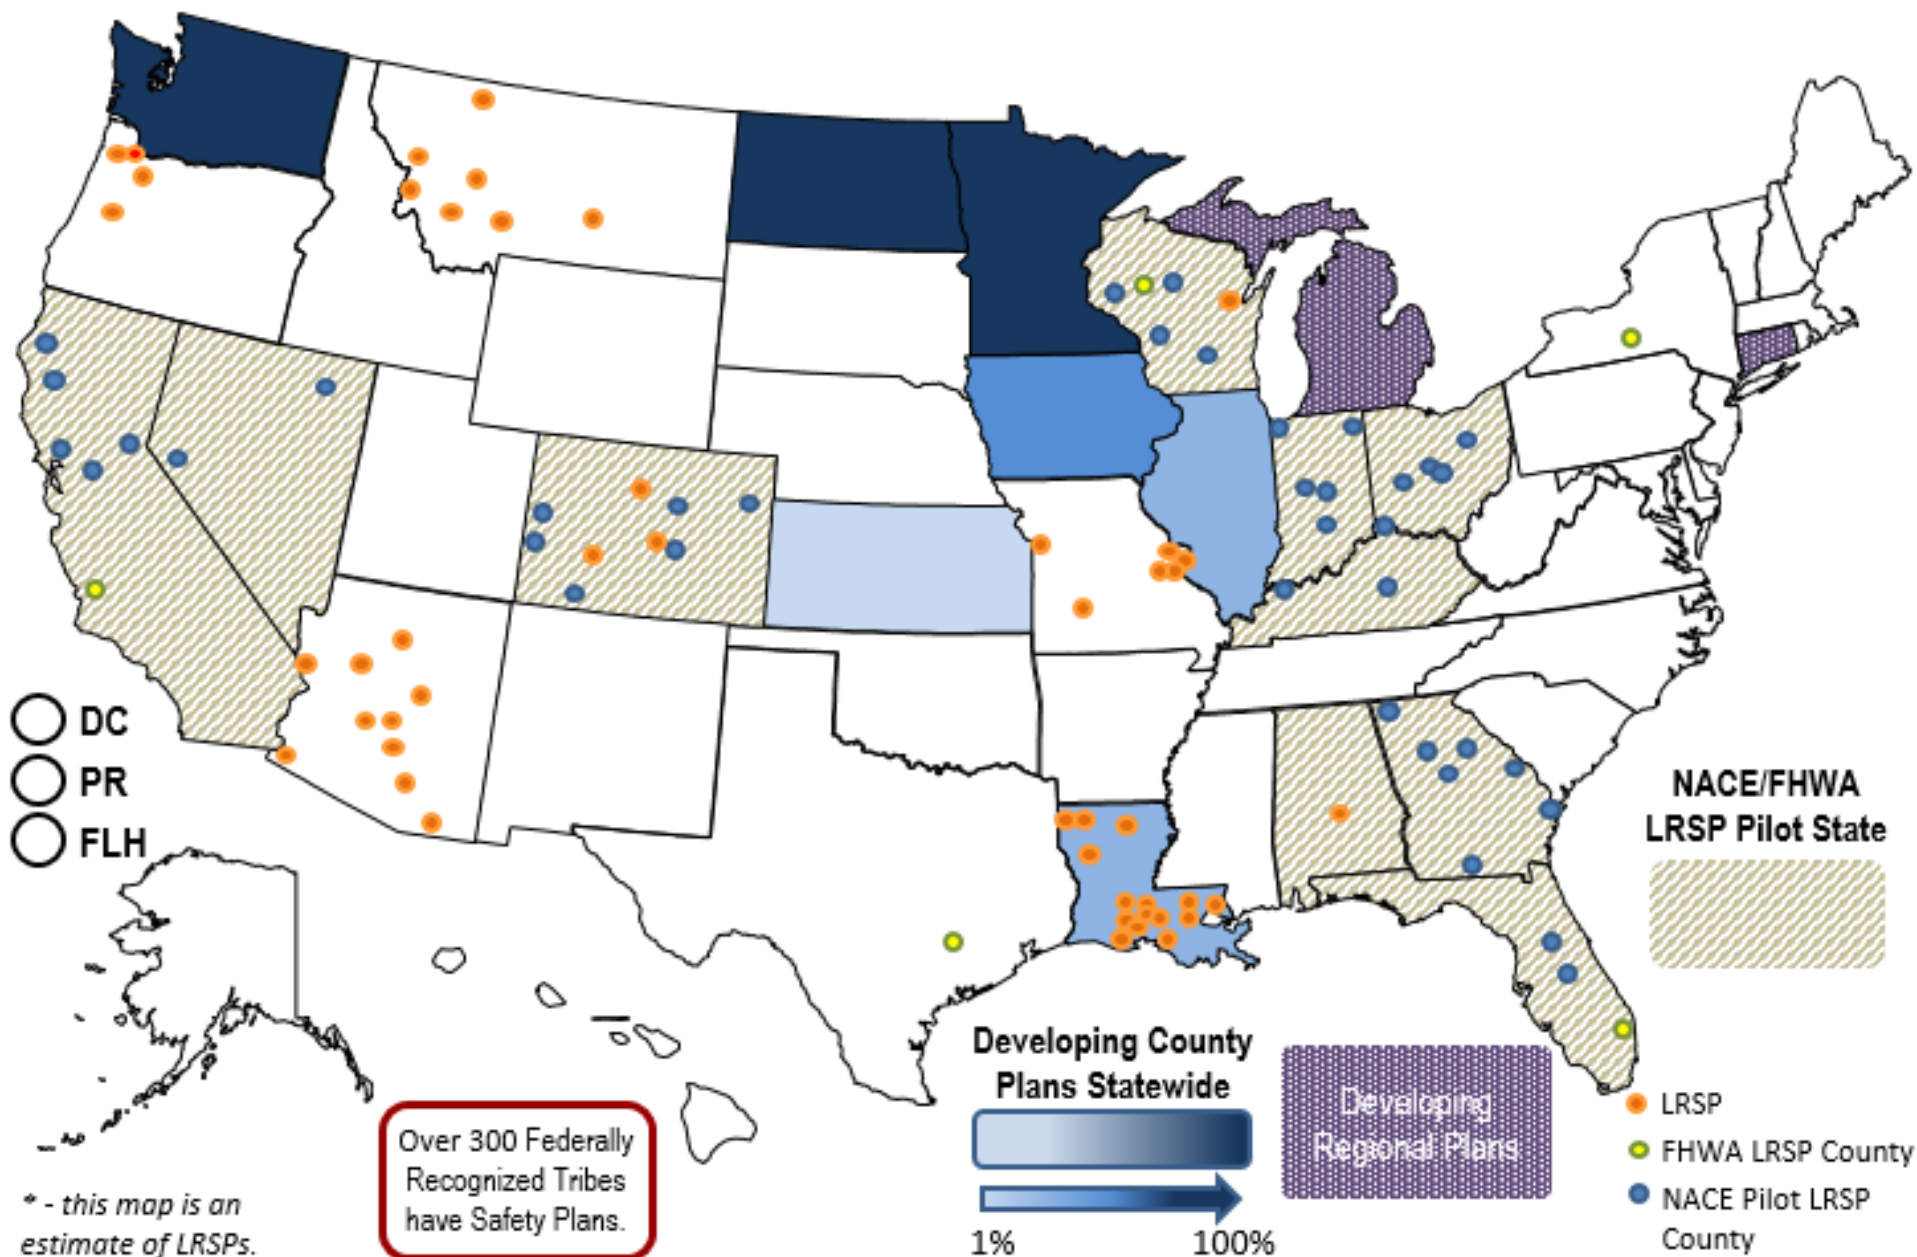 DC
PR
FLH
NACE/FHWA
LRSP Pilot State
Developing County
Plans Statewide
1% 100%
Developing
Regional Plans
LRSP
FHWA LRSP County
NACE Pilot LRSP
County
Over 300 Federally
Recognized Tribes
have Safety Plans.
* - this map is an
estimate of LRSPs.